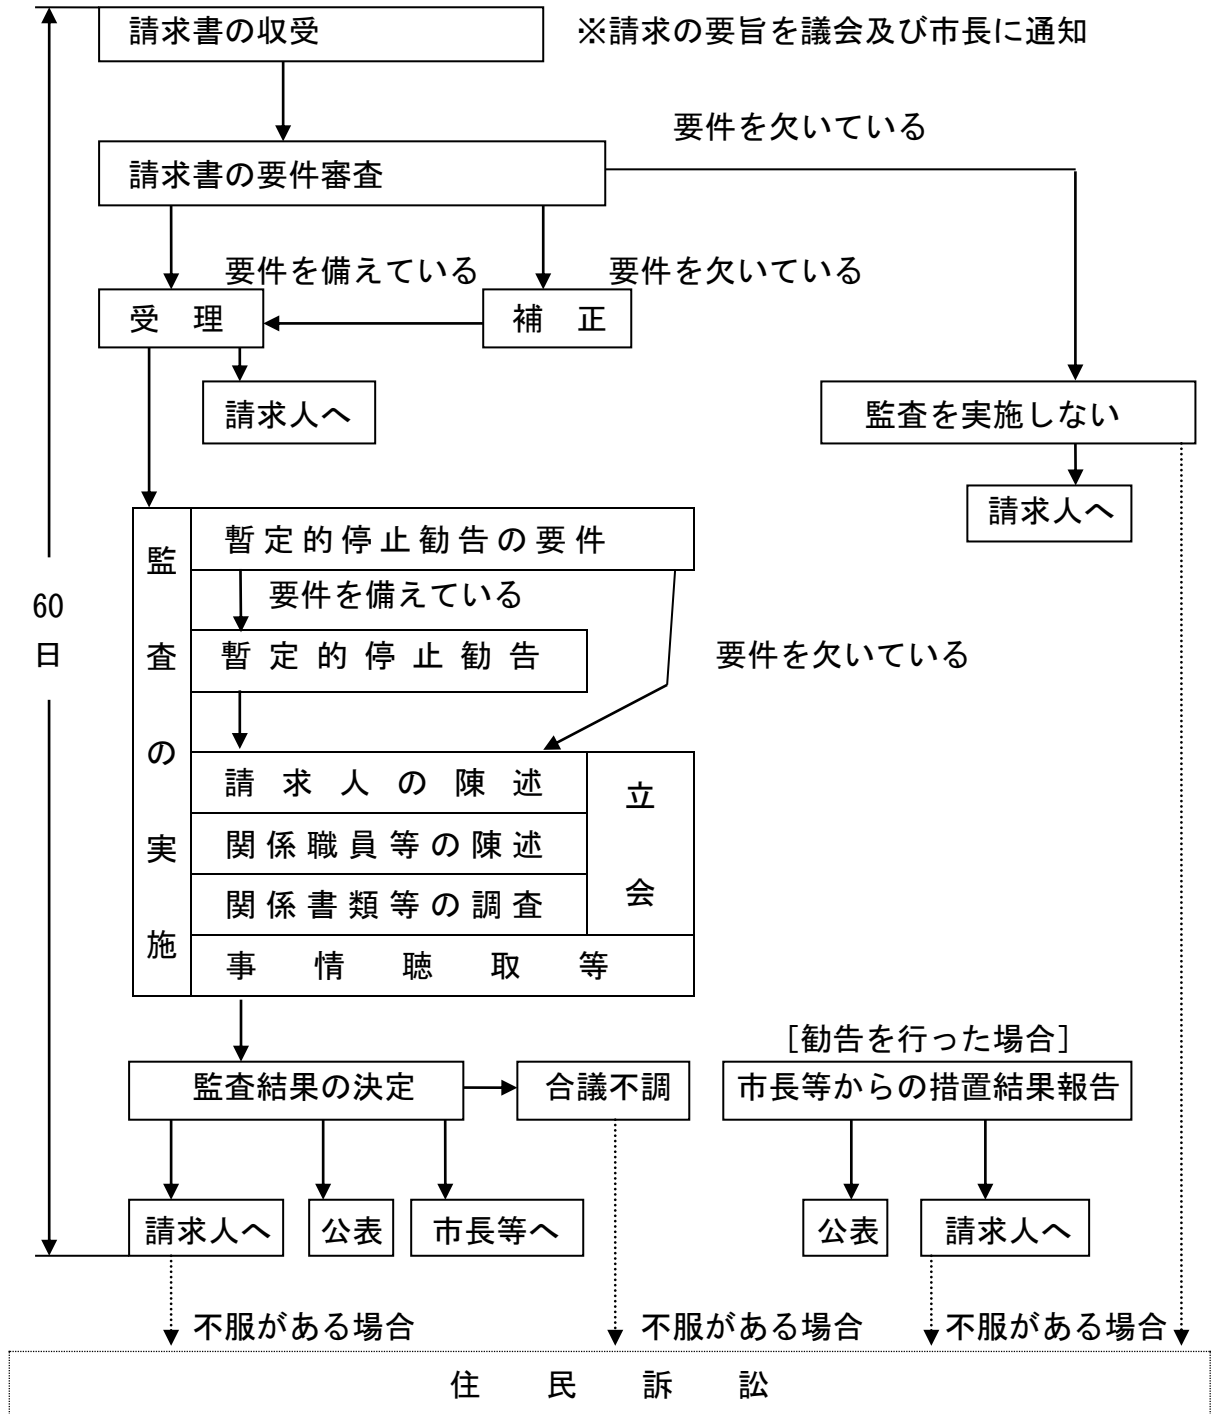 請求書の収受
※請求の要旨を議会及び市長に通知
要件を欠いている
請求書の要件審査
要件を備えている
要件を欠いている
受理
補正
請求人へ
監査を実施しない
請求人へ
監査の実施
暫定的停止勧告の要件
要件を備えている
60
日
暫定的停止勧告
要件を欠いている
請求人の陳述
立会
関係職員等の陳述
関係書類等の調査
事情聴取等
［勧告を行った場合］
監査結果の決定
合議不調
市長等からの措置結果報告
請求人へ
公表
市長等へ
公表
請求人へ
不服がある場合
不服がある場合
不服がある場合
住民訴訟